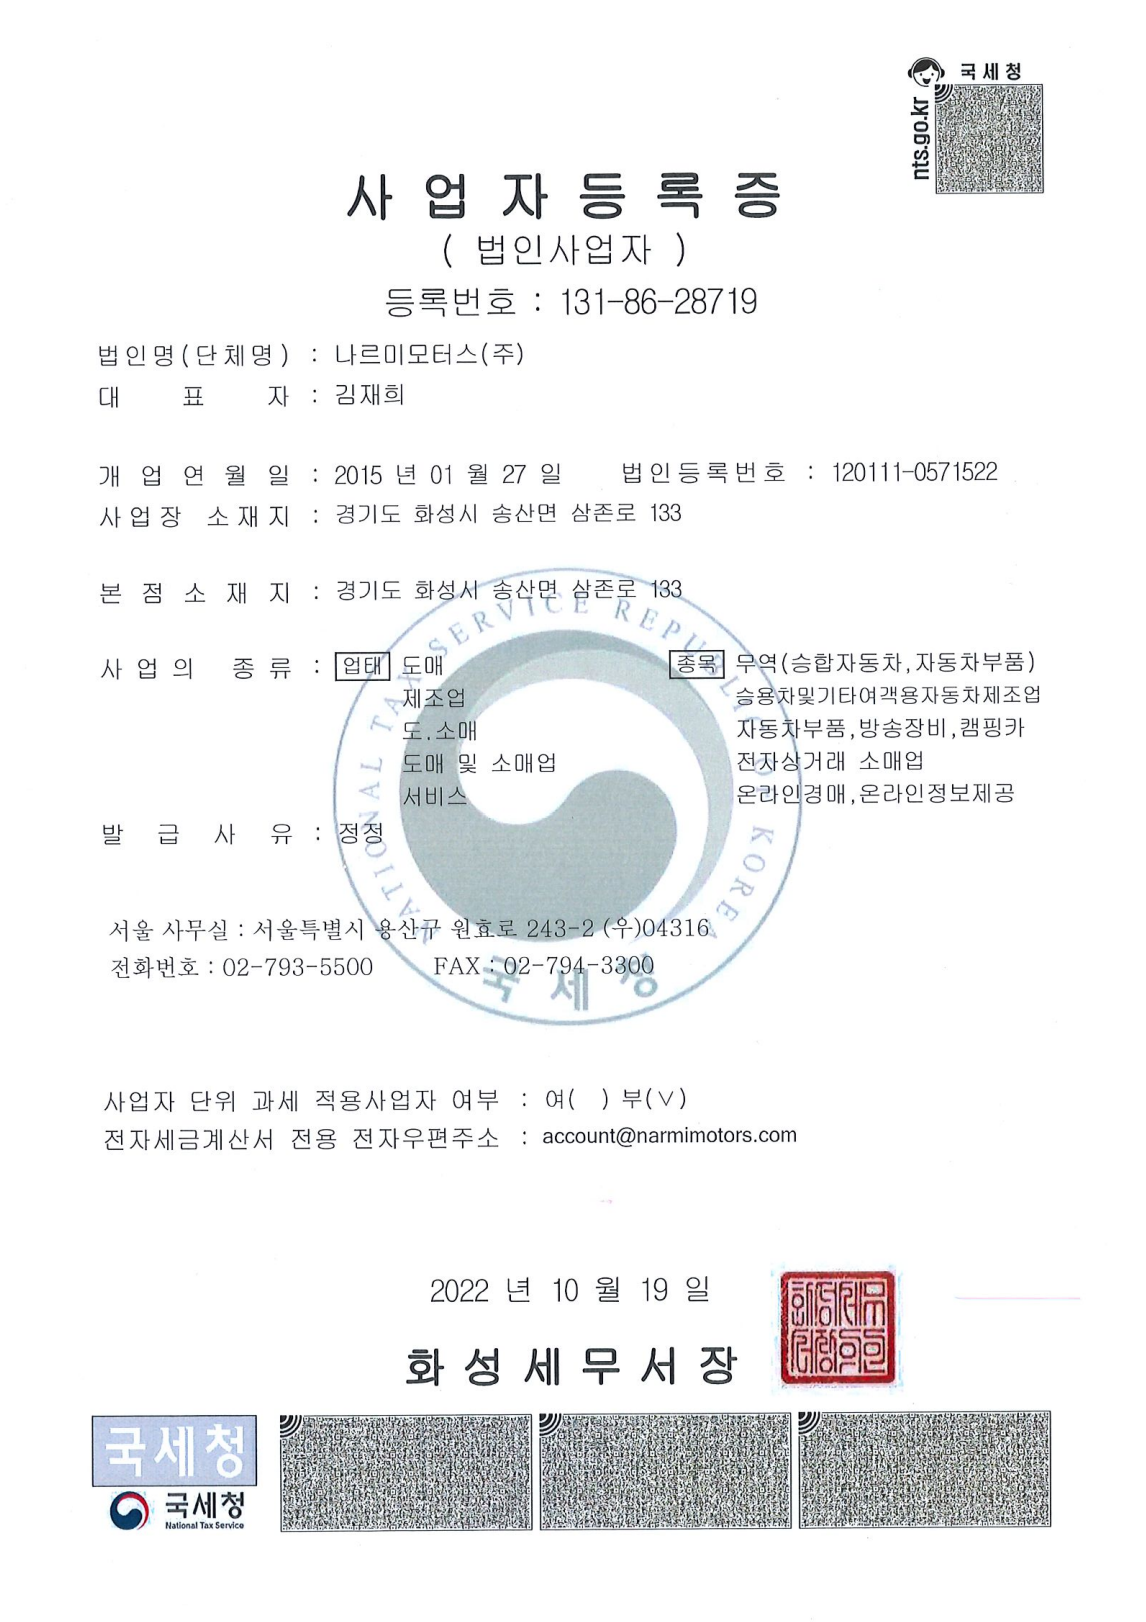 국세청
nts.go.kr
사업자등록증
( 법인사업자 )
등록번호 : 131-86-28719
법인명(단체명) : 나르미모터스(주)
대 표 자 : 김재희
개 업 연 월 일 : 2015 년 01 월 27 일 법인등록번호 : 120111-0571522
사업장 소재지 : 경기도 화성시 송산면 삼존로 133
본 점 소 재 지 : 경기도 화성시 송산면 삼존로 133
사업의 종류 : 업태 도매 종목 무역(승합자동차,자동차부품)
제조업 승용차및기타여객용자동차제조업
도.소매 자동차부품,방송장비,캠핑카
도매 및 소매업 전자상거래 소매업
서비스 온라인경매,온라인정보제공
발 급 사 유 : 정정
서울 사무실 : 서울특별시 용산구 원효로 243-2 (우)04316
전화번호 : 02-793-5500 FAX : 02-794-3300
NATIONAL TAX SERVICE REPUBLIC OF KOREA
국세청
사업자 단위 과세 적용사업자 여부 : 여( ) 부(∨)
전자세금계산서 전용 전자우편주소 : account@narmimotors.com
2022 년 10 월 19 일
화성세무서장
국세청
국세청
National Tax Service